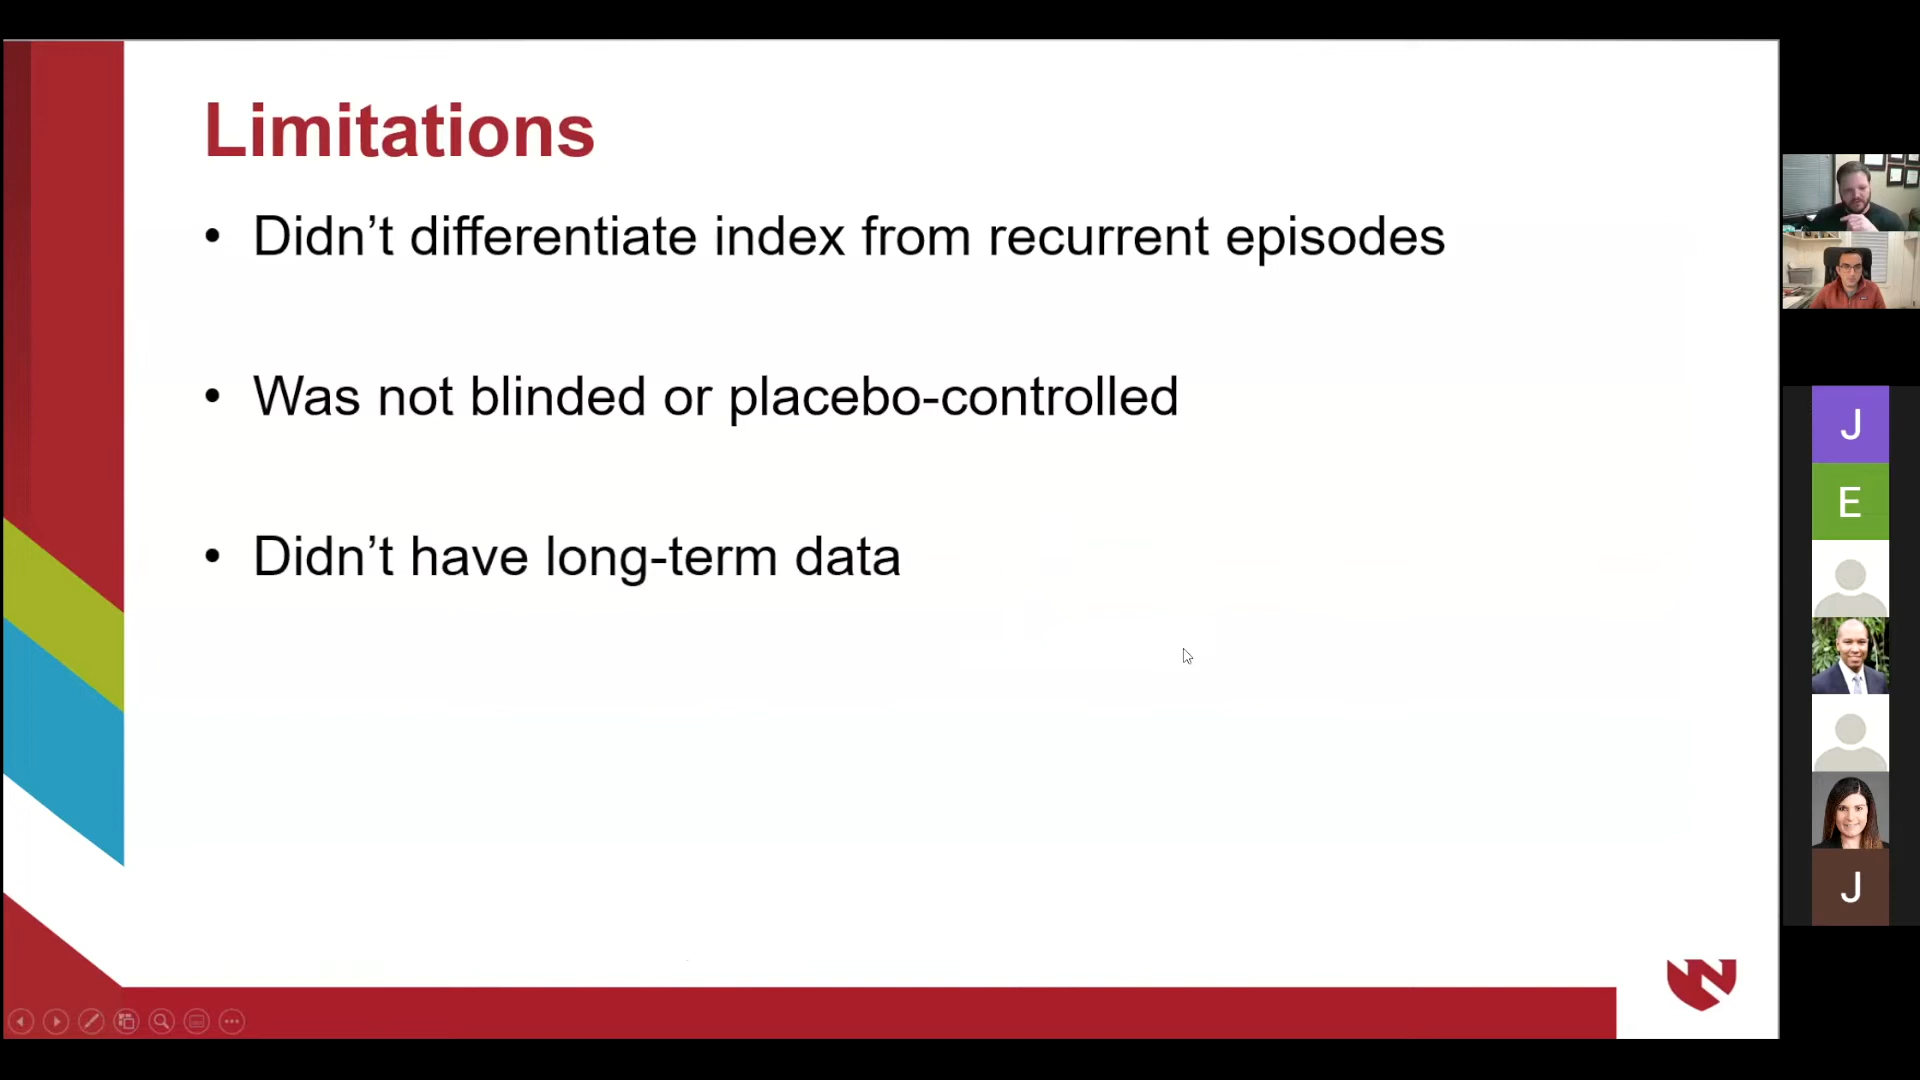 Limitations
• Didn’t differentiate index from recurrent episodes
• Was not blinded or placebo-controlled
• Didn’t have long-term data
J
E
J
N